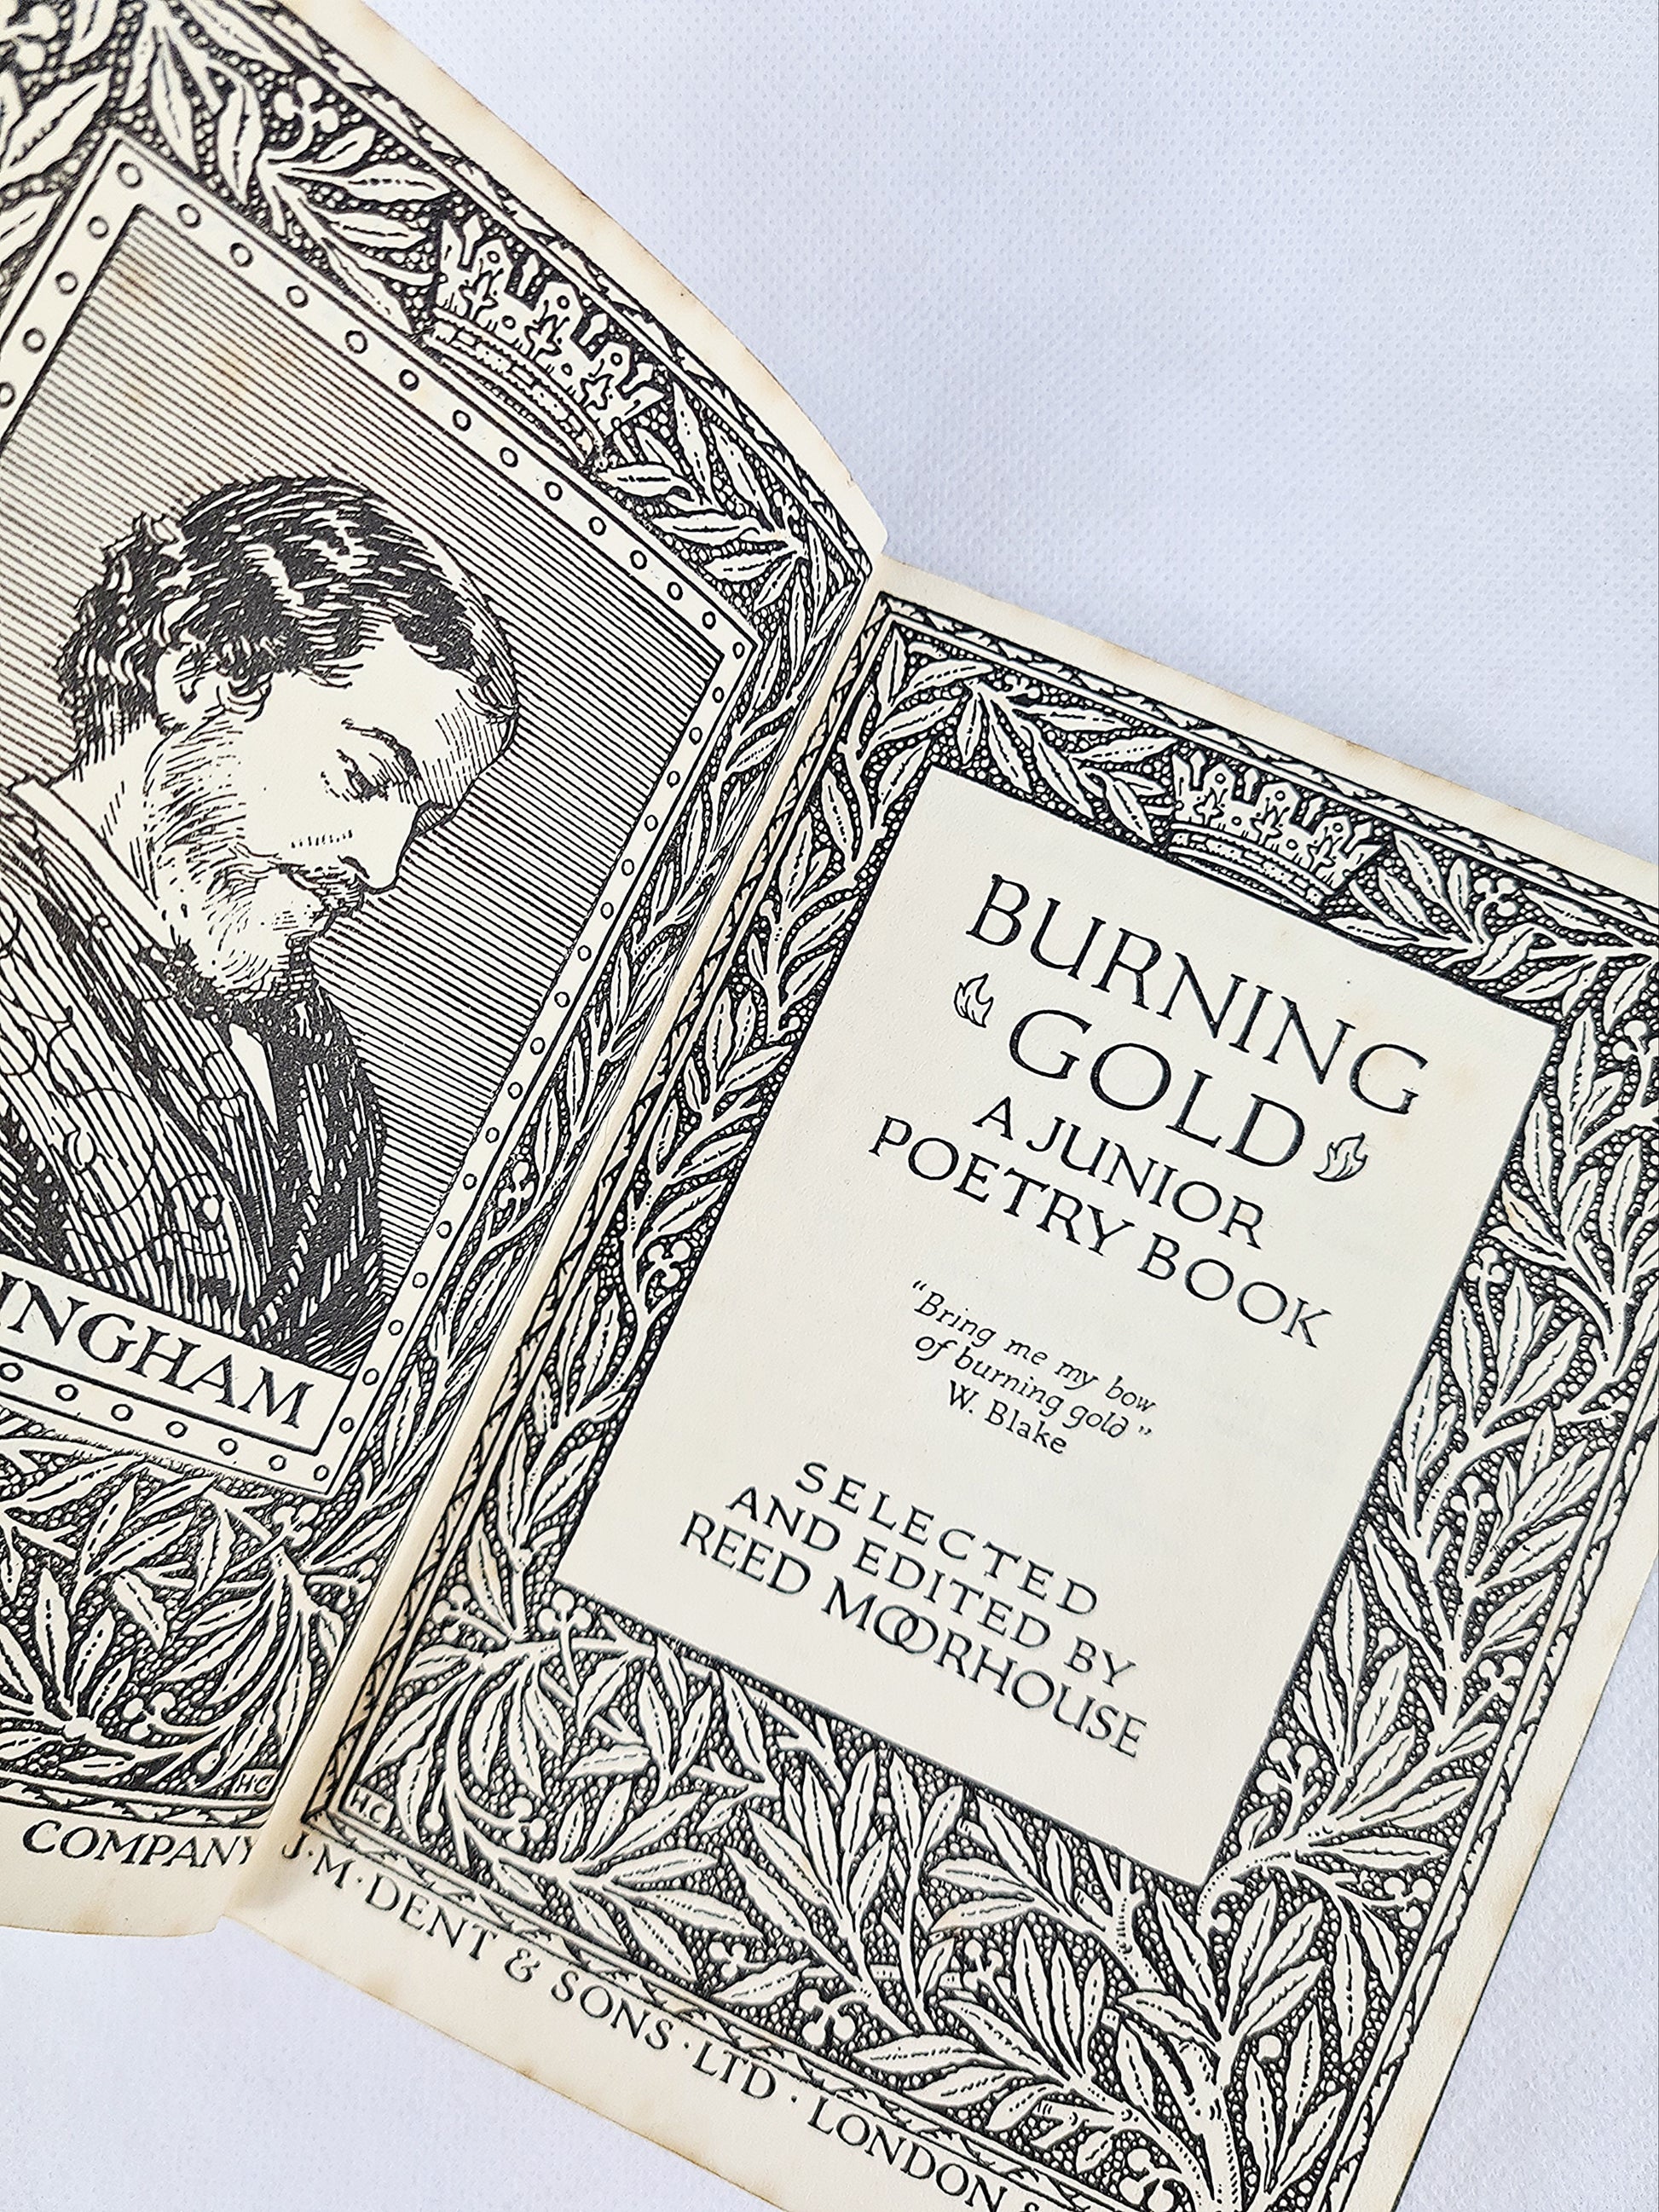 INGHAM
H·C
COMPANY
BURNING
GOLD
A JUNIOR
POETRY BOOK
"Bring me my bow
of burning gold"
W. Blake
SELECTED
AND EDITED BY
REED MOORHOUSE
H.C
J·M·DENT & SONS·LTD·LONDON &